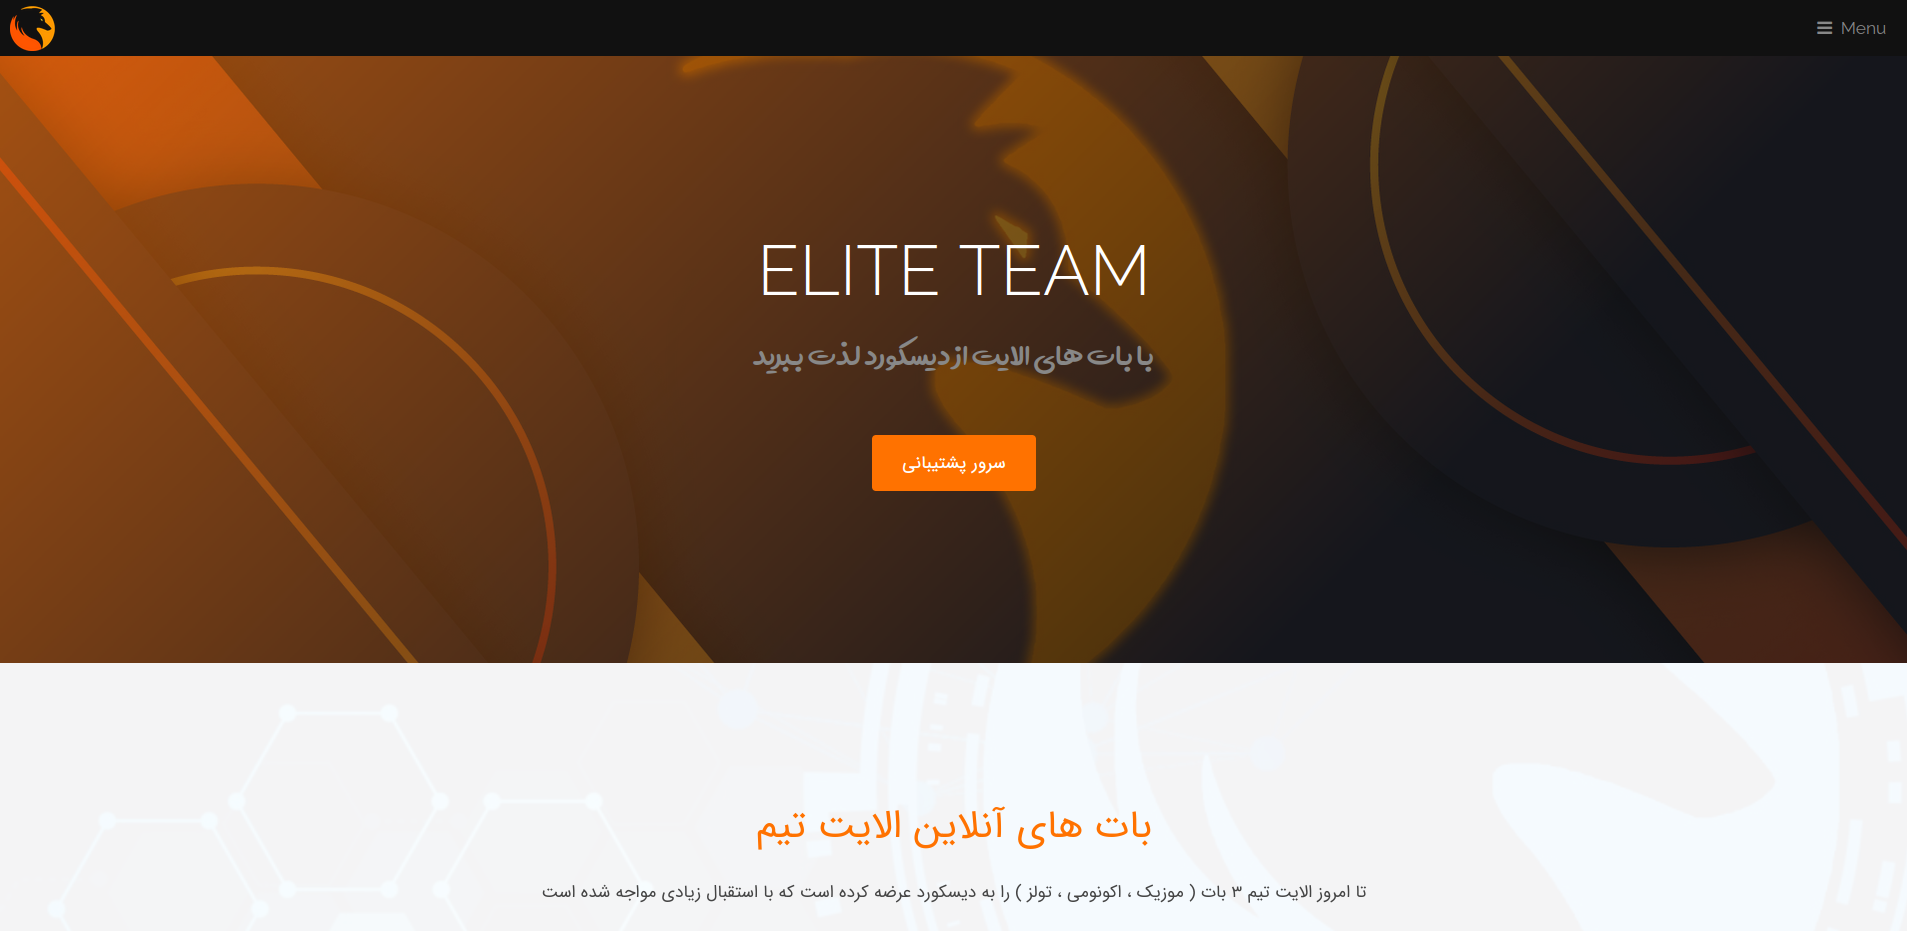 Menu
ELITE TEAM
با بات های الایت از دیسکورد لذت ببرید
سرور پشتیبانی
بات های آنلاین الایت تیم
تا امروز الایت تیم ۳ بات ( موزیک ، اکونومی ، تولز ) را به دیسکورد عرضه کرده است که با استقبال زیادی مواجه شده است